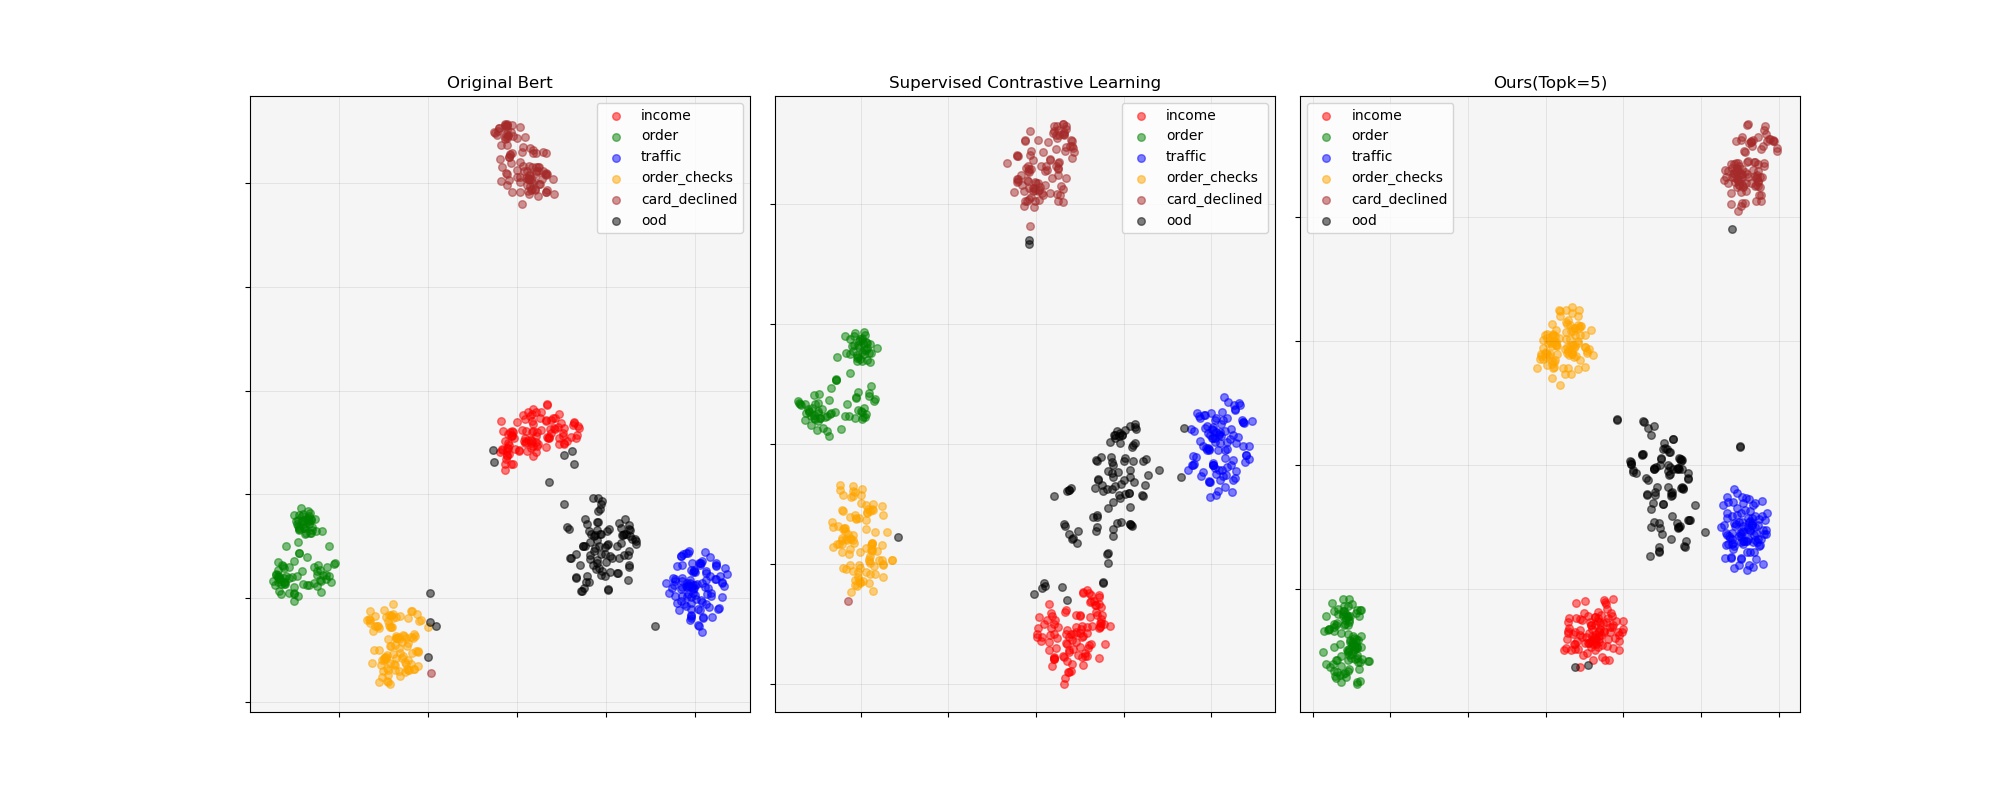 Original Bert
income
order
traffic
order_checks
card_declined
ood
Supervised Contrastive Learning
income
order
traffic
order_checks
card_declined
ood
Ours(Topk=5)
income
order
traffic
order_checks
card_declined
ood